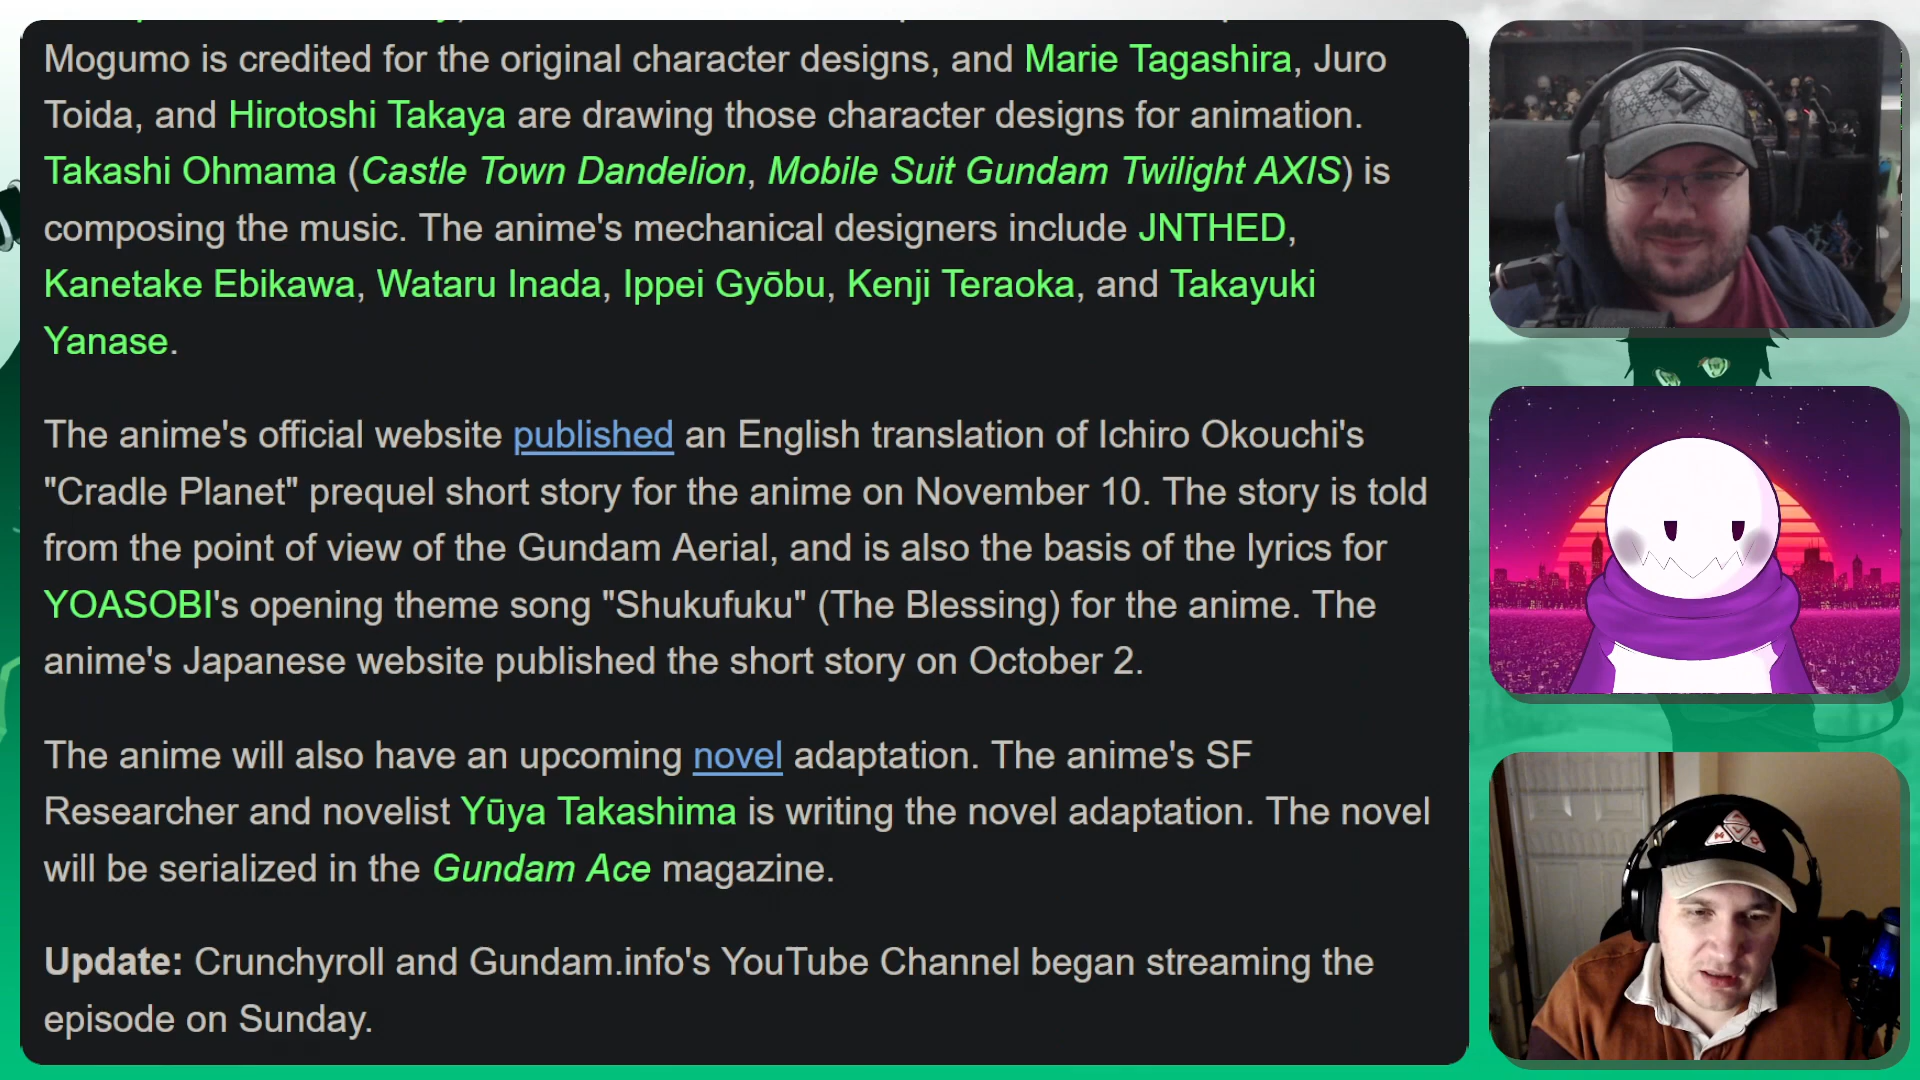 Mogumo is credited for the original character designs, and Marie Tagashira, Juro
Toida, and Hirotoshi Takaya are drawing those character designs for animation.
Takashi Ohmama (Castle Town Dandelion, Mobile Suit Gundam Twilight AXIS) is
composing the music. The anime's mechanical designers include JNTHED,
Kanetake Ebikawa, Wataru Inada, Ippei Gyōbu, Kenji Teraoka, and Takayuki
Yanase.
The anime's official website published an English translation of Ichiro Okouchi's
"Cradle Planet" prequel short story for the anime on November 10. The story is told
from the point of view of the Gundam Aerial, and is also the basis of the lyrics for
YOASOBI's opening theme song "Shukufuku" (The Blessing) for the anime. The
anime's Japanese website published the short story on October 2.
The anime will also have an upcoming novel adaptation. The anime's SF
Researcher and novelist Yūya Takashima is writing the novel adaptation. The novel
will be serialized in the Gundam Ace magazine.
Update: Crunchyroll and Gundam.info's YouTube Channel began streaming the
episode on Sunday.